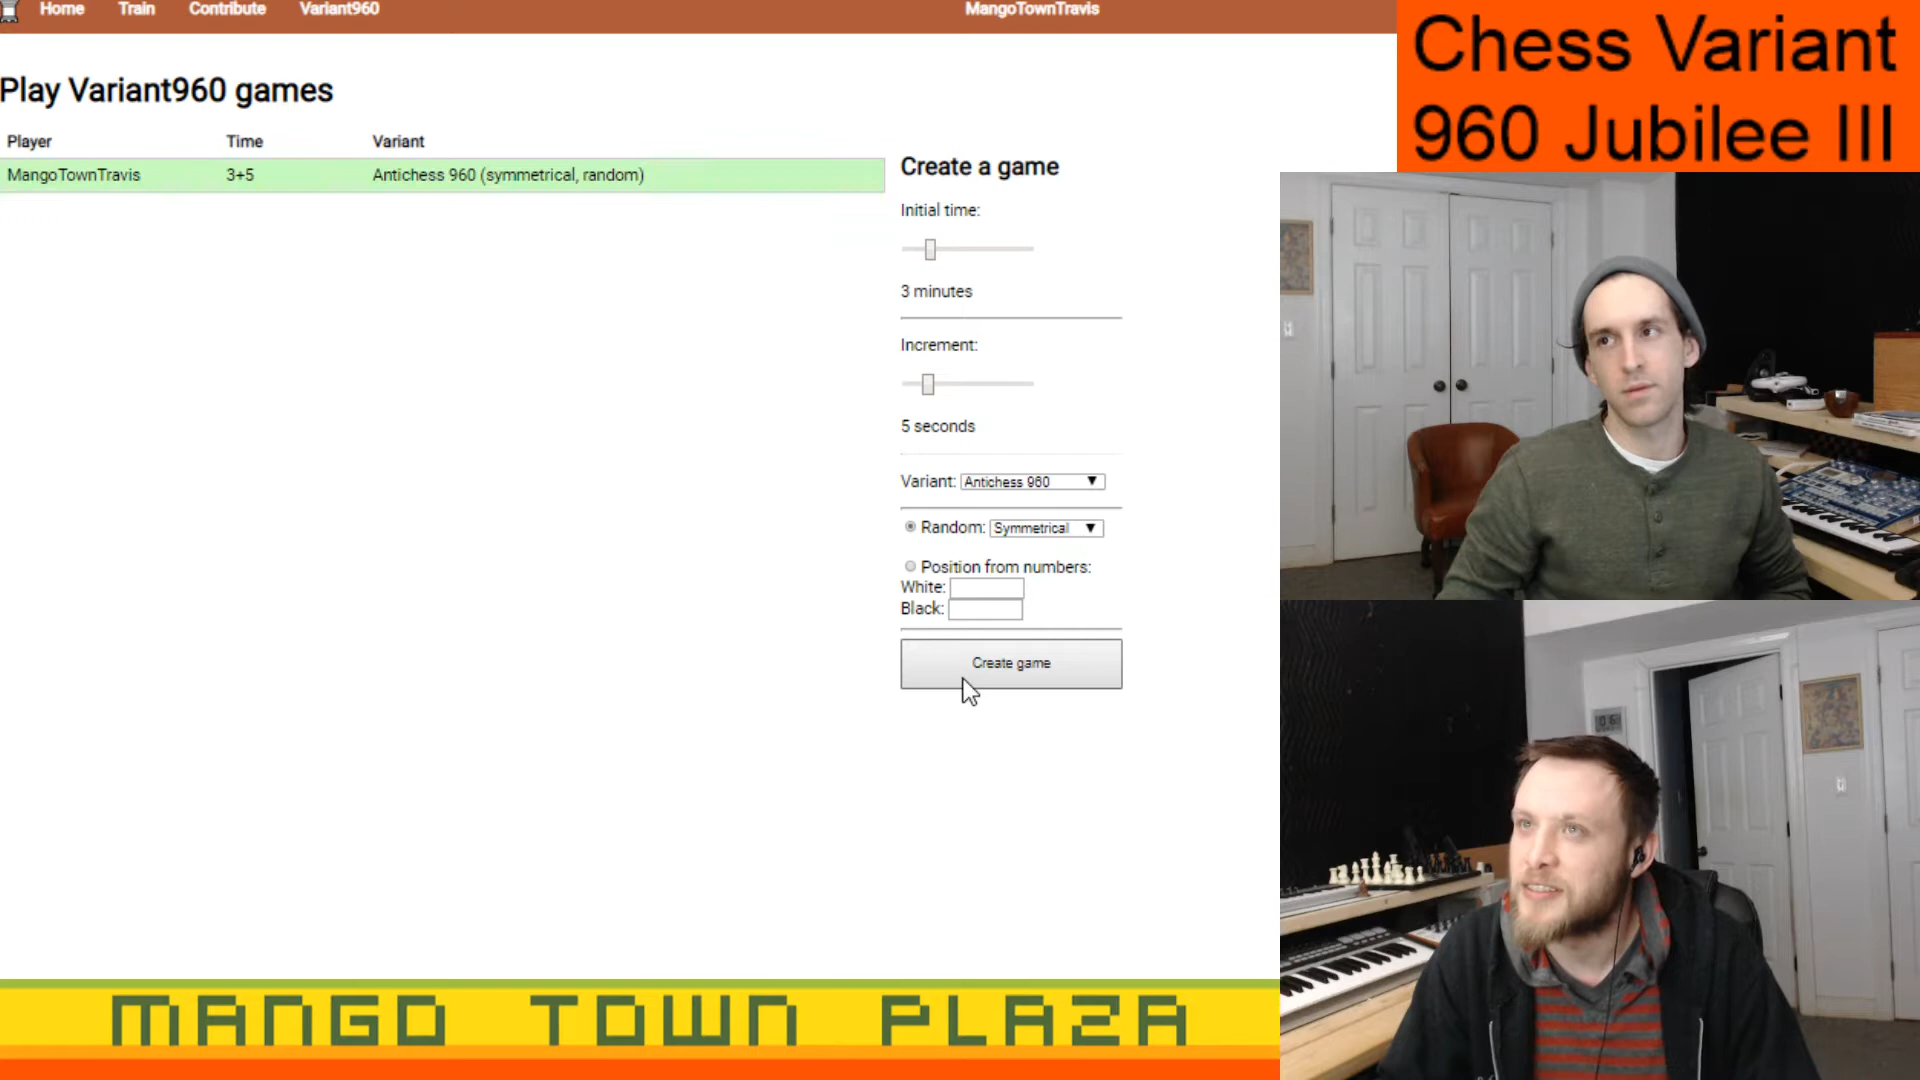 Home Train Contribute Variant960 MangoTownTravis
Chess Variant
960 Jubilee III
Play Variant960 games
Player Time Variant
MangoTownTravis 3+5 Antichess 960 (symmetrical, random)
Create a game
Initial time:
3 minutes
Increment:
5 seconds
Variant: Antichess 960
Random: Symmetrical
Position from numbers:
White:
Black:
Create game
MANGO TOWN PLAZA